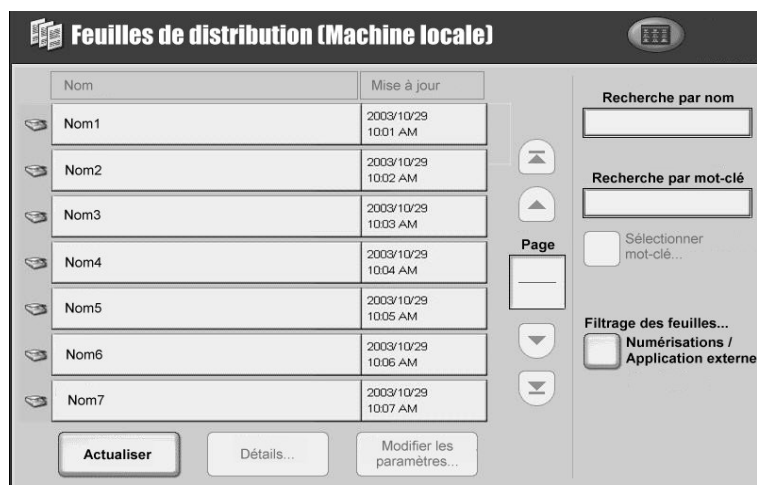 Feuilles de distribution (Machine locale)
Nom
Mise à jour
Nom1
2003/10/29
10:01 AM
Nom2
2003/10/29
10:02 AM
Nom3
2003/10/29
10:03 AM
Nom4
2003/10/29
10:04 AM
Nom5
2003/10/29
10:05 AM
Nom6
2003/10/29
10:06 AM
Nom7
2003/10/29
10:07 AM
Actualiser
Détails...
Modifier les
paramètres...
Page
Recherche par nom
Recherche par mot-clé
Sélectionner
mot-clé...
Filtrage des feuilles...
Numérisations /
Application externe